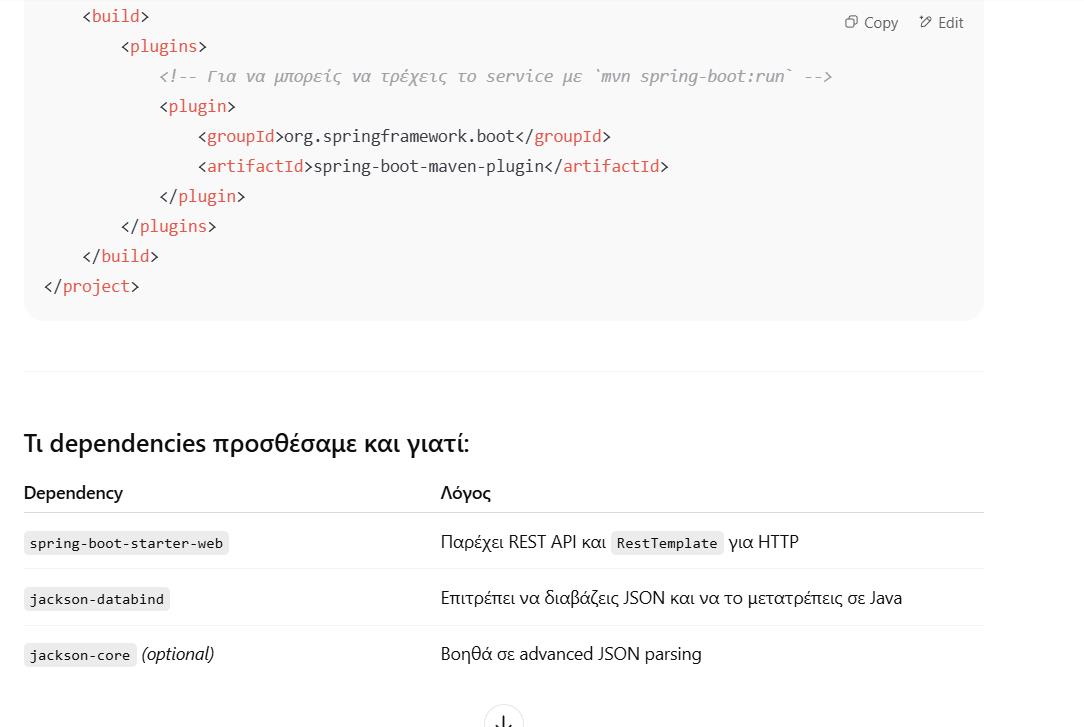 <build>
Copy Edit
<plugins>
<!-- Για να μπορείς να τρέχεις το service με `mvn spring-boot:run` -->
<plugin>
<groupId>org.springframework.boot</groupId>
<artifactId>spring-boot-maven-plugin</artifactId>
</plugin>
</plugins>
</build>
</project>
Τι dependencies προσθέσαμε και γιατί:
Dependency Λόγος
spring-boot-starter-web Παρέχει REST API και RestTemplate για HTTP
jackson-databind Επιτρέπει να διαβάζεις JSON και να το μετατρέπεις σε Java
jackson-core (optional) Βοηθά σε advanced JSON parsing